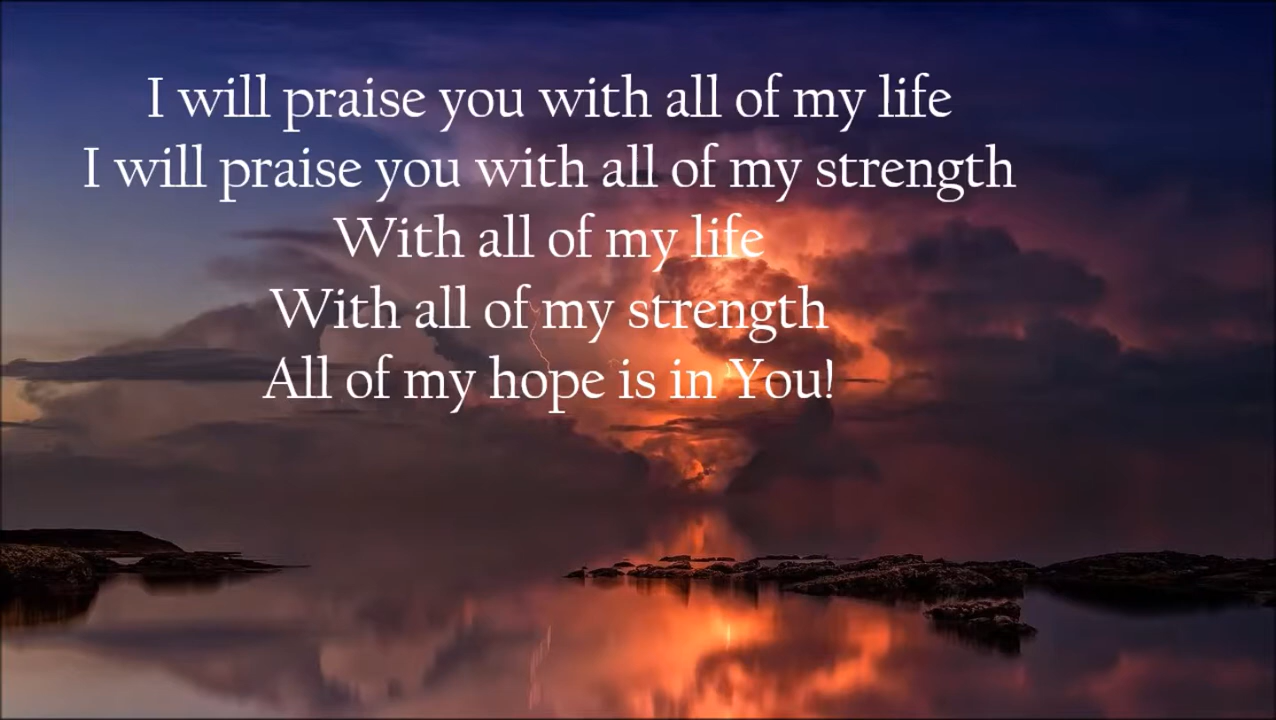 I will praise you with all of my life
I will praise you with all of my strength
With all of my life
With all of my strength
All of my hope is in You!